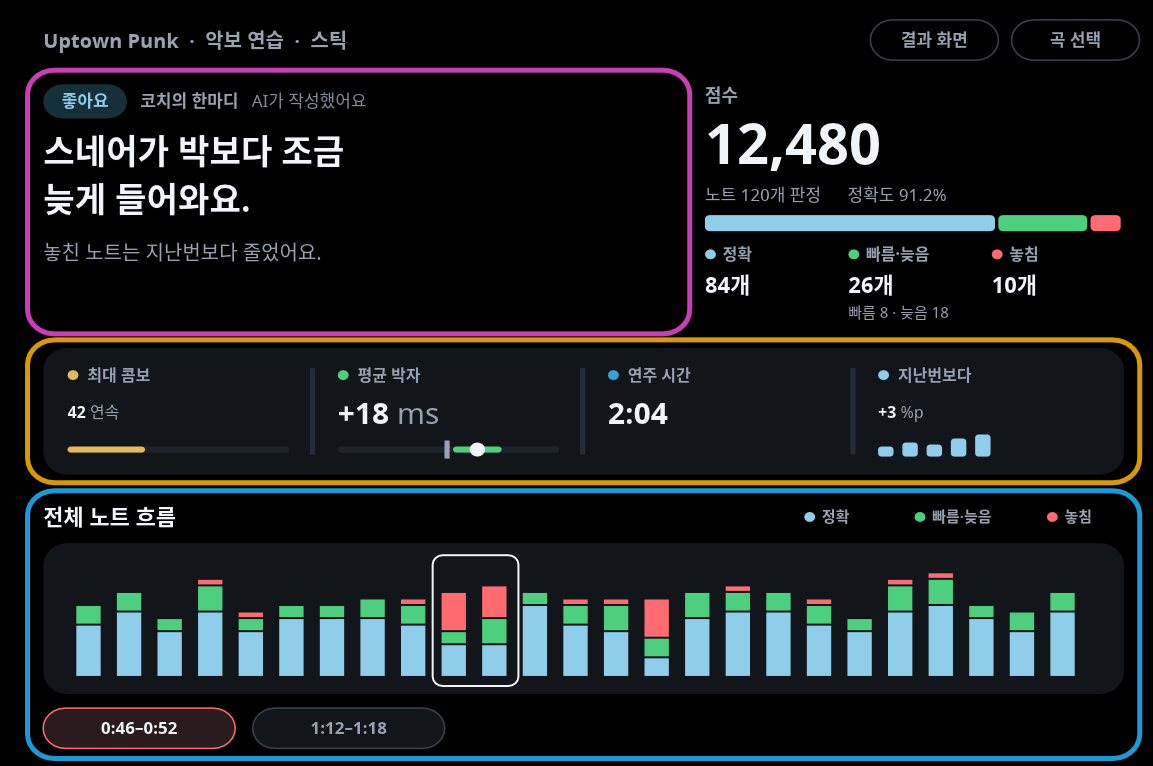 Uptown Punk · 악보 연습 · 스틱
결과 화면
곡 선택
좋아요
코치의 한마디
AI가 작성했어요
스네어가 박보다 조금
늦게 들어와요.
놓친 노트는 지난번보다 줄었어요.
점수
12,480
노트 120개 판정
정확도 91.2%
정확
빠름·늦음
놓침
84개
26개
10개
빠름 8 · 늦음 18
최대 콤보
평균 박자
연주 시간
지난번보다
42 연속
+18 ms
2:04
+3 %p
전체 노트 흐름
정확
빠름·늦음
놓침
0:46–0:52
1:12–1:18